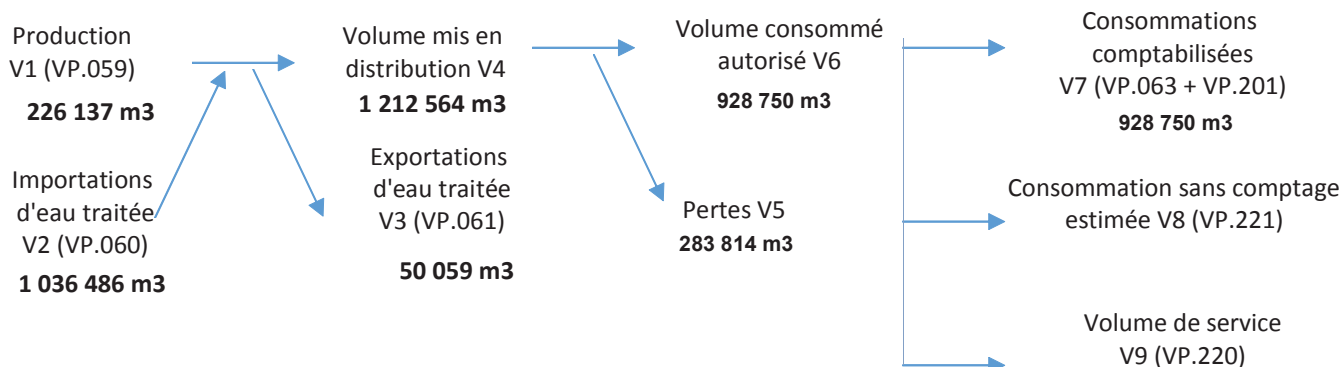 Production
V1 (VP.059)
226 137 m3
Importations
d'eau traitée
V2 (VP.060)
1 036 486 m3
Volume mis en
distribution V4
1 212 564 m3
Exportations
d'eau traitée
V3 (VP.061)
50 059 m3
Volume consommé
autorisé V6
928 750 m3
Pertes V5
283 814 m3
Consommations
comptabilisées
V7 (VP.063 + VP.201)
928 750 m3
Consommation sans comptage
estimée V8 (VP.221)
Volume de service
V9 (VP.220)